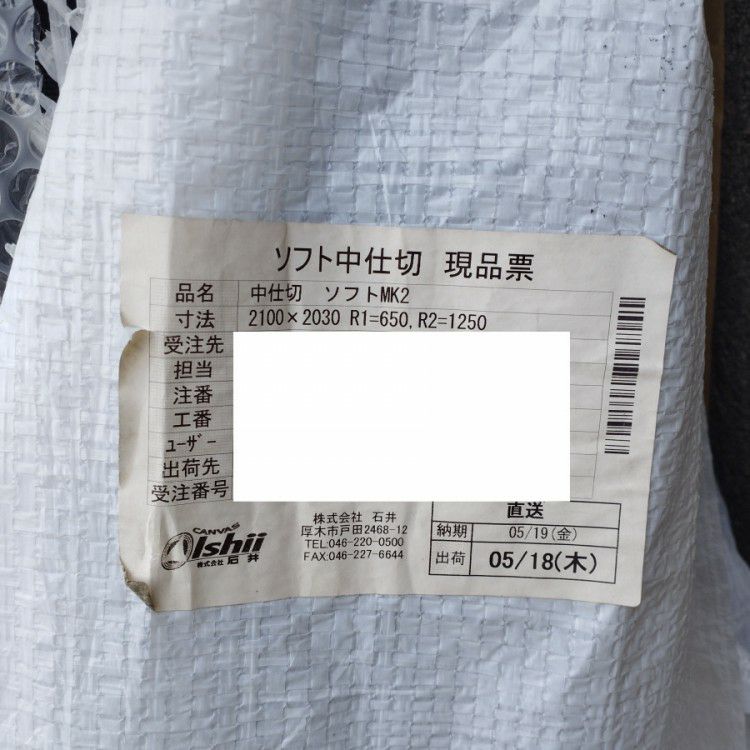 ソフト中仕切 現品票
品名 中仕切 ソフトMK2
寸法 2100×2030 R1=650,R2=1250
受注先
担当
注番
工番
ﾕｰｻﾞｰ
出荷先
受注番号
CANVAS
Ishii
株式会社 石井
株式会社 石井
厚木市戸田2468-12
TEL:046-220-0500
FAX:046-227-6644
直送
納期 05/19(金)
出荷 05/18(木)